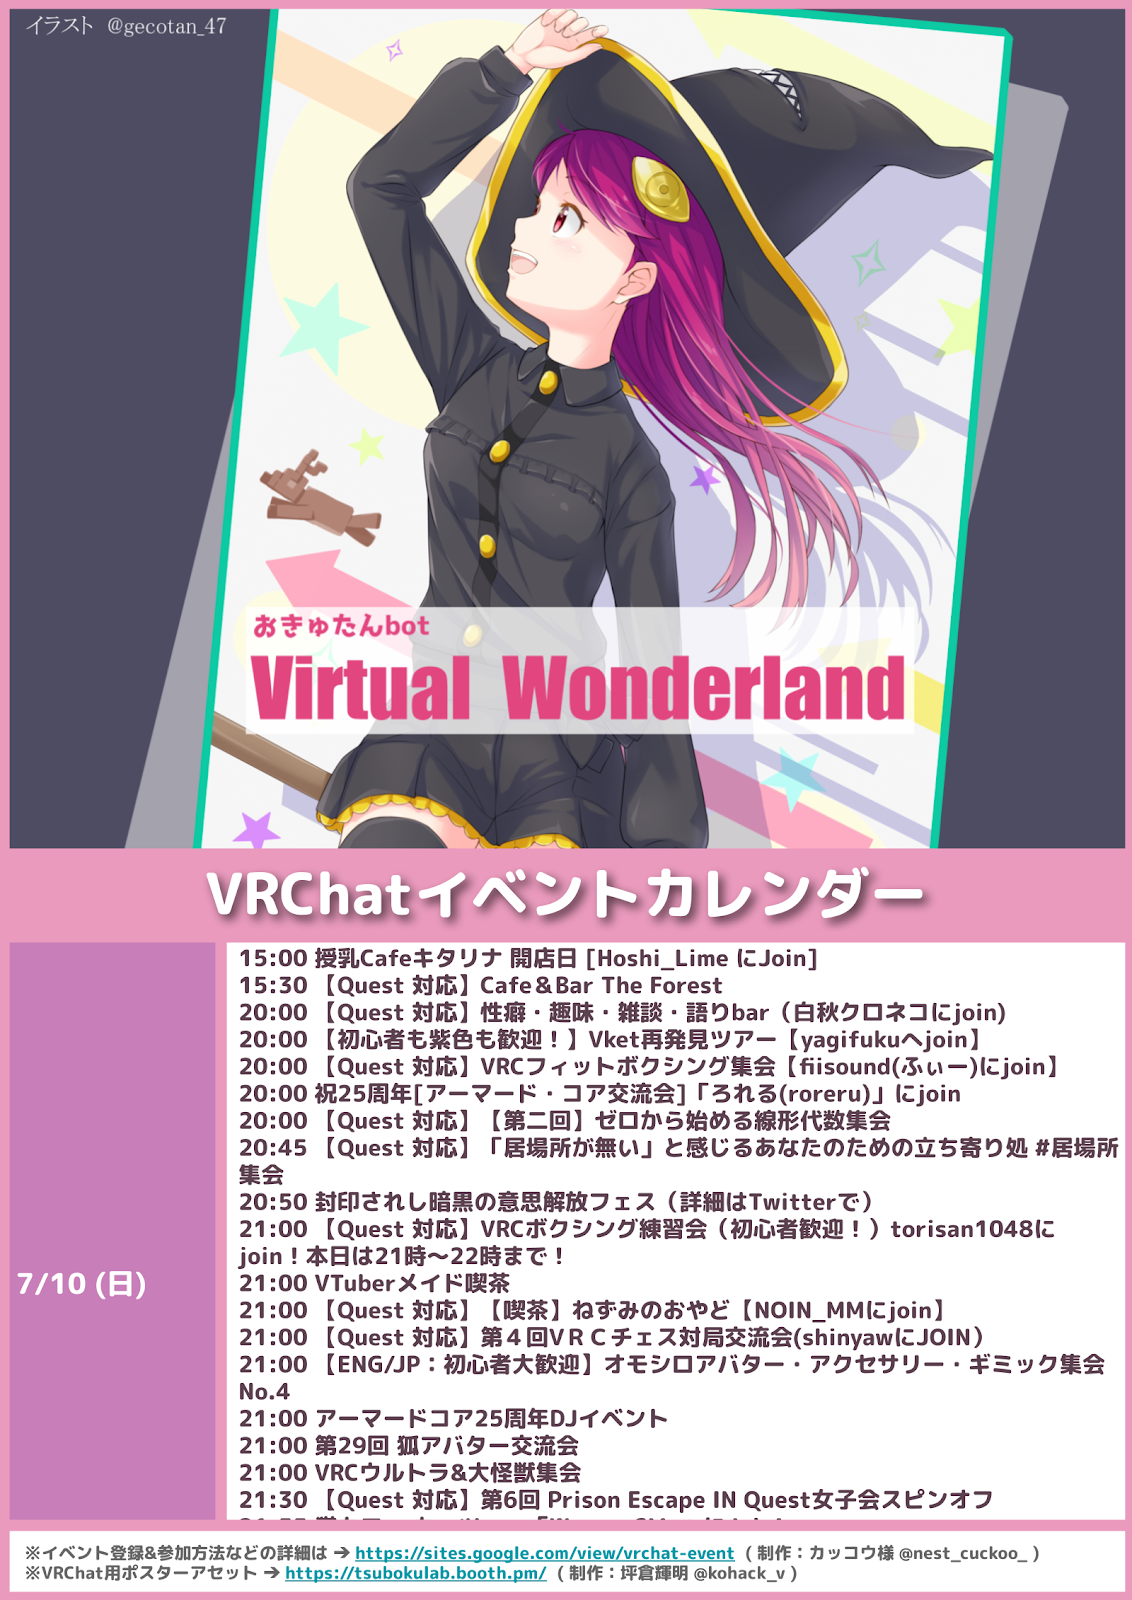 イラスト @gecotan_47
おきゅたんbot
Virtual Wonderland
VRChatイベントカレンダー
7/10 (日)
15:00 授乳Cafeキタリナ 開店日 [Hoshi_Lime にJoin]
15:30 【Quest 対応】Cafe＆Bar The Forest
20:00 【Quest 対応】性癖・趣味・雑談・語りbar（白秋クロネコにjoin)
20:00 【初心者も紫色も歓迎！】Vket再発見ツアー【yagifukuへjoin】
20:00 【Quest 対応】VRCフィットボクシング集会【fiisound(ふぃー)にjoin】
20:00 祝25周年[アーマード・コア交流会]「ろれる(roreru)」にjoin
20:00 【Quest 対応】【第二回】ゼロから始める線形代数集会
20:45 【Quest 対応】「居場所が無い」と感じるあなたのための立ち寄り処 #居場所
集会
20:50 封印されし暗黒の意思解放フェス（詳細はTwitterで）
21:00 【Quest 対応】VRCボクシング練習会（初心者歓迎！）torisan1048に
join！本日は21時～22時まで！
21:00 VTuberメイド喫茶
21:00 【Quest 対応】【喫茶】ねずみのおやど【NOIN_MMにjoin】
21:00 【Quest 対応】第４回ＶＲＣチェス対局交流会(shinyawにJOIN）
21:00 【ENG/JP：初心者大歓迎】オモシロアバター・アクセサリー・ギミック集会
No.4
21:00 アーマードコア25周年DJイベント
21:00 第29回 狐アバター交流会
21:00 VRCウルトラ&大怪獣集会
21:30 【Quest 対応】第6回 Prison Escape IN Quest女子会スピンオフ
※イベント登録&参加方法などの詳細は ➔ https://sites.google.com/view/vrchat-event ( 制作：カッコウ様 @nest_cuckoo_ )
※VRChat用ポスターアセット ➔ https://tsubokulab.booth.pm/ ( 制作：坪倉輝明 @kohack_v )